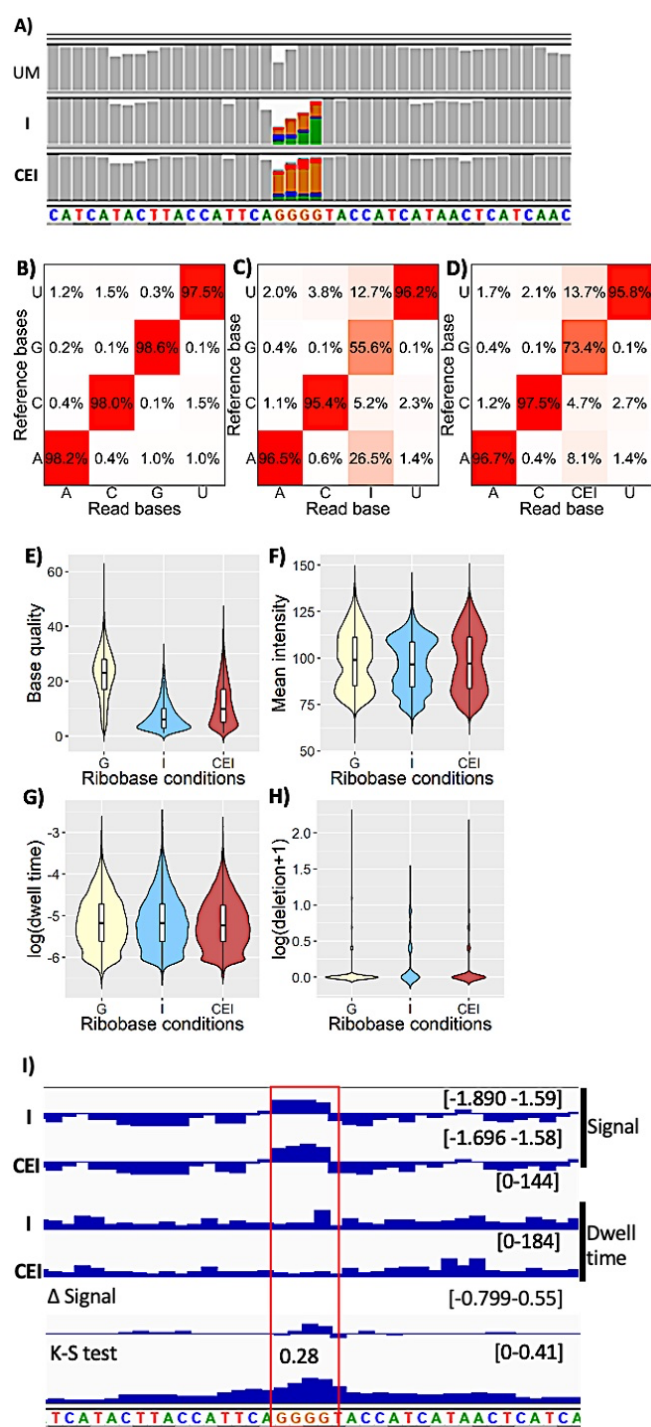 A)
UM
I
CEI
CATCATACTTACCATTCAGGGGTACCATCATAACTCATCAAC
B) C) D)
Reference bases
U 1.2% 1.5% 0.3% 97.5%
G 0.2% 0.1% 98.6% 0.1%
C 0.4% 98.0% 0.1% 1.5%
A 98.2% 0.4% 1.0% 1.0%
A C G U
Read bases
Reference base
U 2.0% 3.8% 12.7% 96.2%
G 0.4% 0.1% 55.6% 0.1%
C 1.1% 95.4% 5.2% 2.3%
A 96.5% 0.6% 26.5% 1.4%
A C I U
Read base
Reference base
U 1.7% 2.1% 13.7% 95.8%
G 0.4% 0.1% 73.4% 0.1%
C 1.2% 97.5% 4.7% 2.7%
A 96.7% 0.4% 8.1% 1.4%
A C CEI U
Read base
E)
Base quality
60
40
20
0
G I CEI
Ribobase conditions
F)
Mean intensity
150
125
100
75
50
G I CEI
Ribobase conditions
G)
log(dwell time)
-3
-4
-5
-6
G I CEI
Ribobase conditions
H)
log(deletion+1)
2.0
1.5
1.0
0.5
0.0
G I CEI
Ribobase conditions
I)
I [-1.890 -1.59]
Signal
CEI [-1.696 -1.58]
I [0-144]
Dwell time
CEI [0-184]
Δ Signal [-0.799-0.55]
K-S test 0.28 [0-0.41]
TCATACTTACCATTCAGGGGTACCATCATAACTCATCA